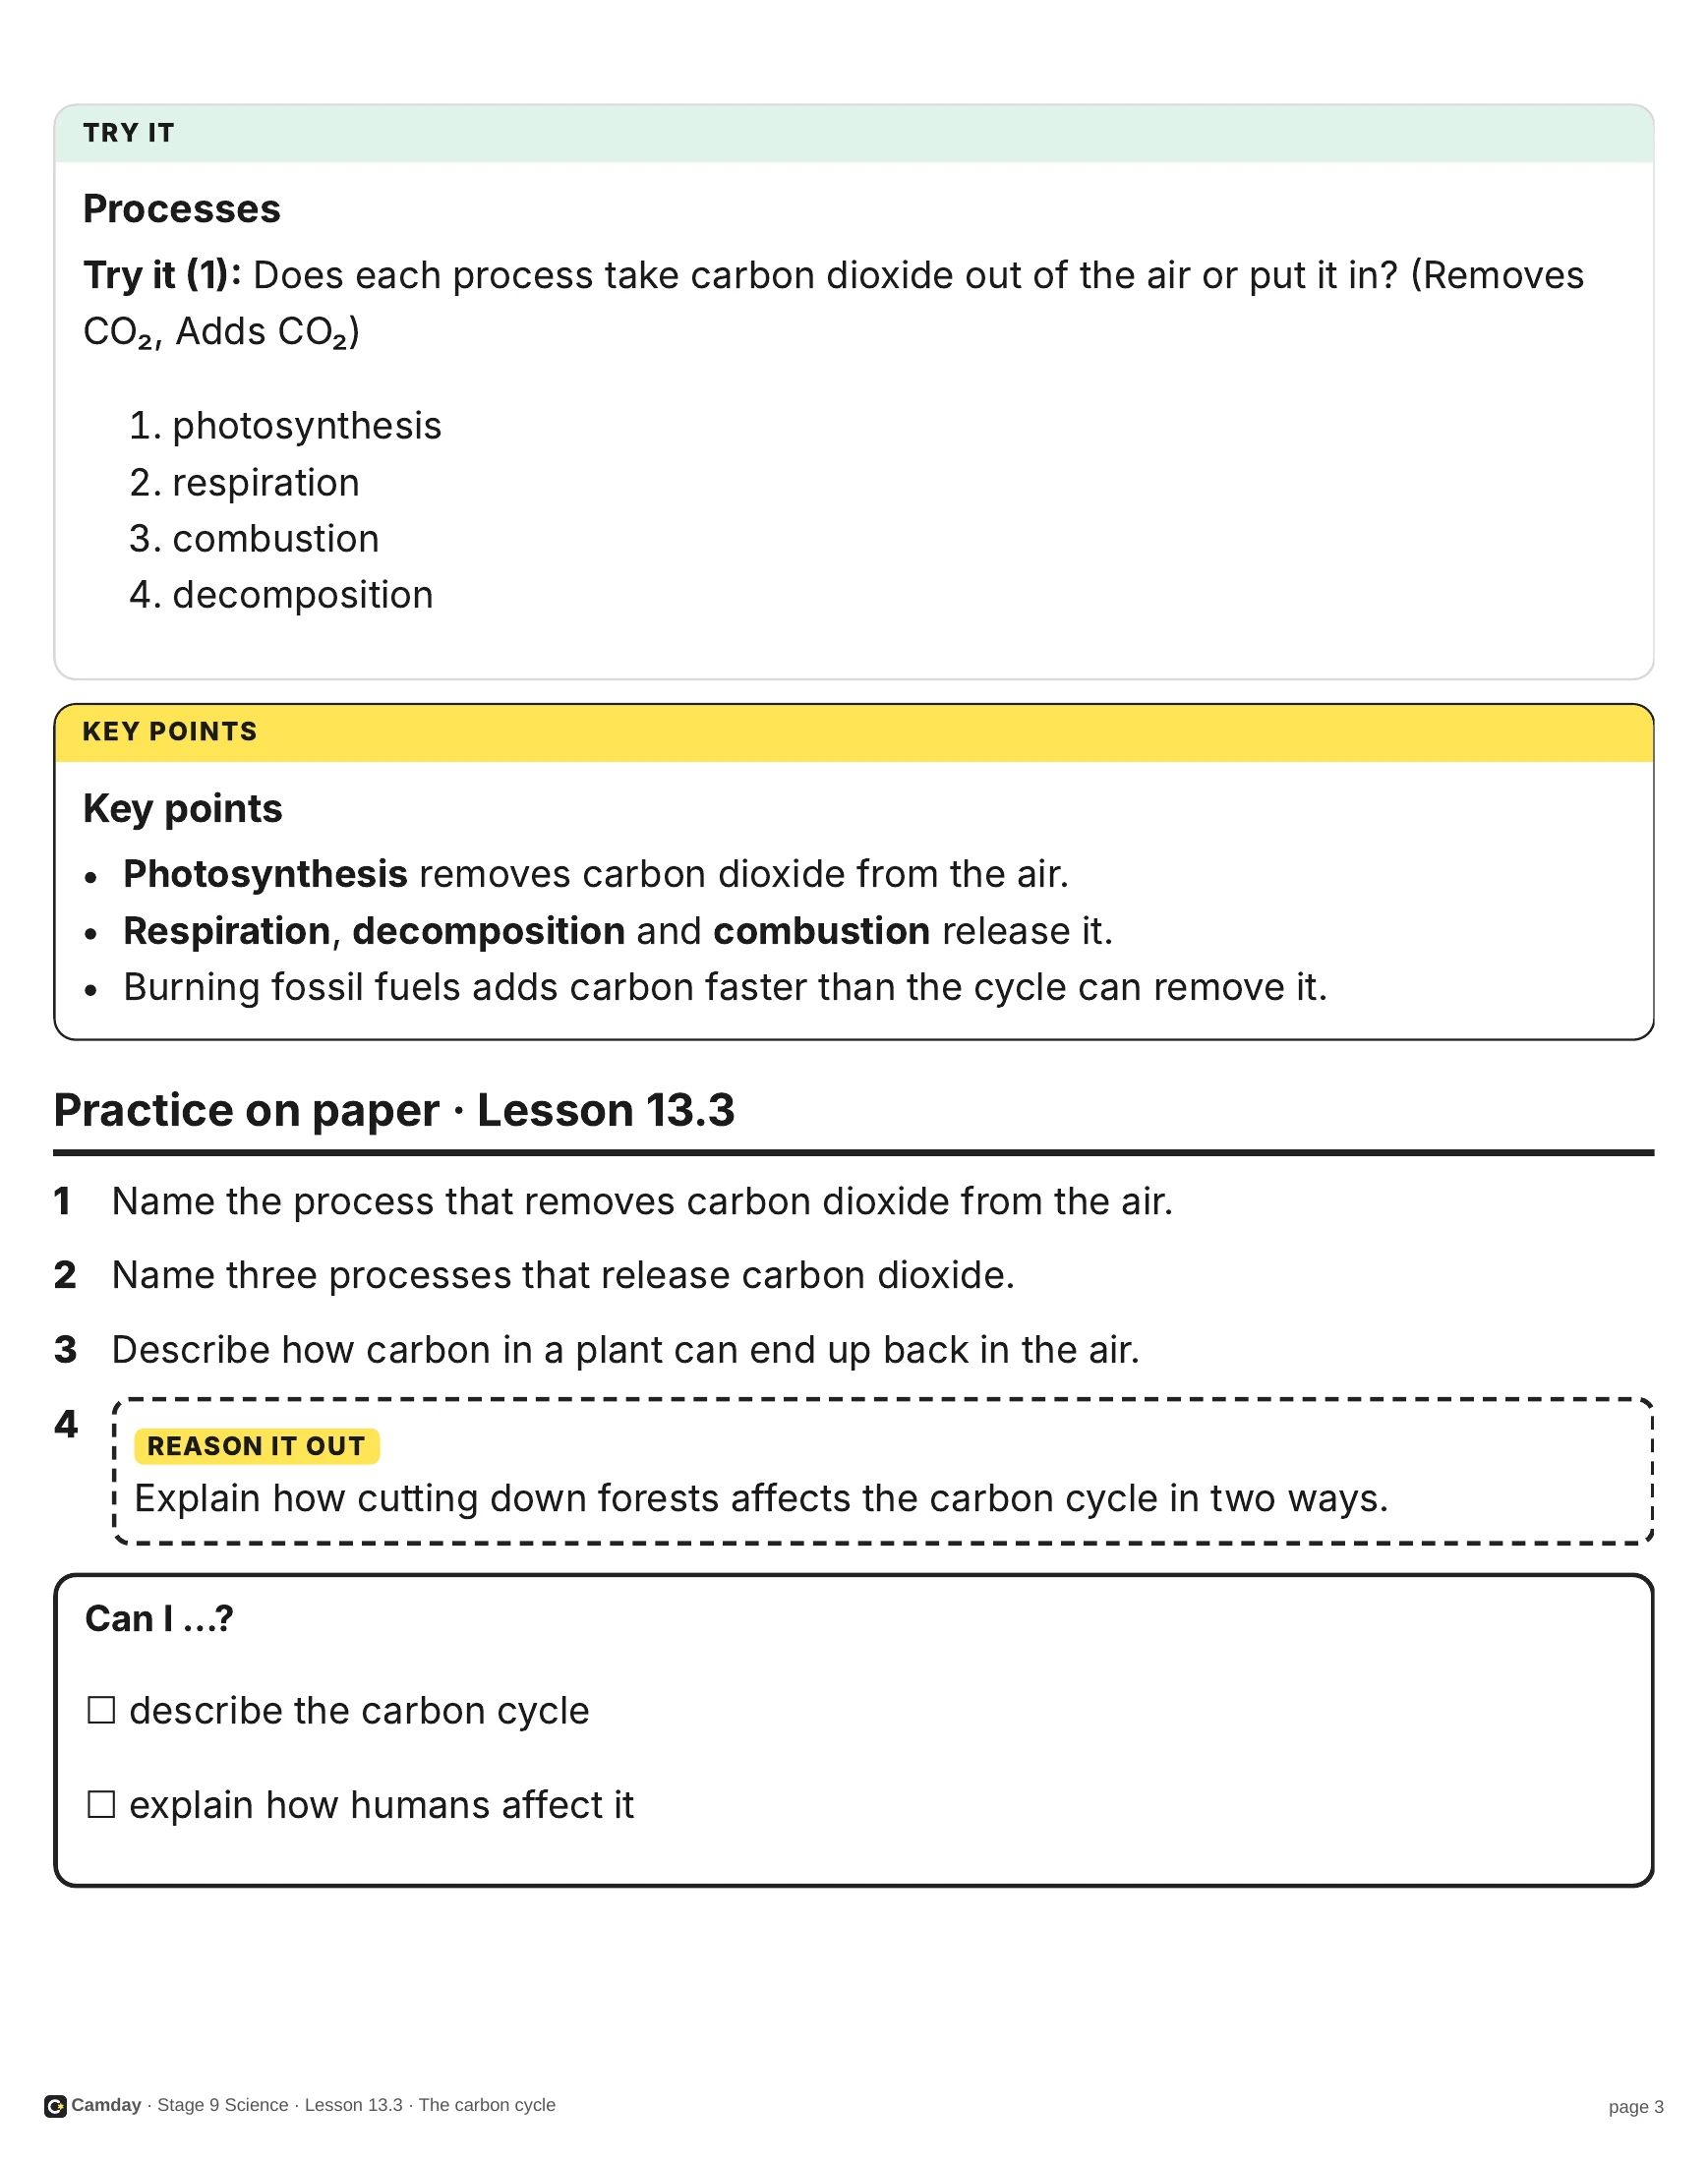 TRY IT
Processes
Try it (1): Does each process take carbon dioxide out of the air or put it in? (Removes
CO₂, Adds CO₂)
1. photosynthesis
2. respiration
3. combustion
4. decomposition
KEY POINTS
Key points
• Photosynthesis removes carbon dioxide from the air.
• Respiration, decomposition and combustion release it.
• Burning fossil fuels adds carbon faster than the cycle can remove it.
Practice on paper · Lesson 13.3
1 Name the process that removes carbon dioxide from the air.
2 Name three processes that release carbon dioxide.
3 Describe how carbon in a plant can end up back in the air.
4
REASON IT OUT
Explain how cutting down forests affects the carbon cycle in two ways.
Can I ...?
☐ describe the carbon cycle
☐ explain how humans affect it
Camday · Stage 9 Science · Lesson 13.3 · The carbon cycle
page 3